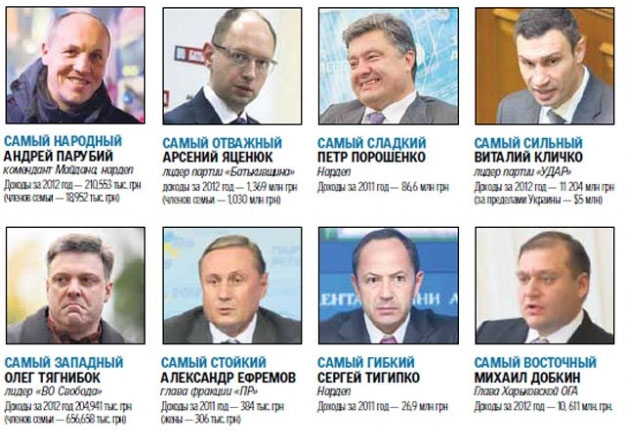 САМЫЙ НАРОДНЫЙ
АНДРЕЙ ПАРУБИЙ
комендант Майдана, нардеп
Доходы за 2012 год — 210,553 тыс. грн
(членов семьи — 18,952 тыс. грн)
САМЫЙ ОТВАЖНЫЙ
АРСЕНИЙ ЯЦЕНЮК
лидер партии «Батькивщина»
доходы за 2012 год — 1,369 млн грн
(членов семьи — 1,030 млн грн)
САМЫЙ СЛАДКИЙ
ПЕТР ПОРОШЕНКО
Нардеп
Доходы за 2011 год — 86,6 млн грн
САМЫЙ СИЛЬНЫЙ
ВИТАЛИЙ КЛИЧКО
лидер партии «УДАР»
Доходы за 2012 год — 11 204 млн грн
(за пределами Украины — $5 млн)
САМЫЙ ЗАПАДНЫЙ
ОЛЕГ ТЯГНИБОК
лидер «ВО Свобода»
Доходы за 2012 год 204,941 тыс. грн
(членов семьи — 656,658 тыс. грн)
САМЫЙ СТОЙКИЙ
АЛЕКСАНДР ЕФРЕМОВ
глава фракции «ПР»
Доходы за 2011 год — 384 тыс. грн
(жены — 306 тыс. грн)
САМЫЙ ГИБКИЙ
СЕРГЕЙ ТИГИПКО
Нардеп
Доходы за 2011 год — 26,9 млн грн
САМЫЙ ВОСТОЧНЫЙ
МИХАИЛ ДОБКИН
Глава Харьковской ОГА
Доходы за 2012 год — 10, 611 млн. грн.